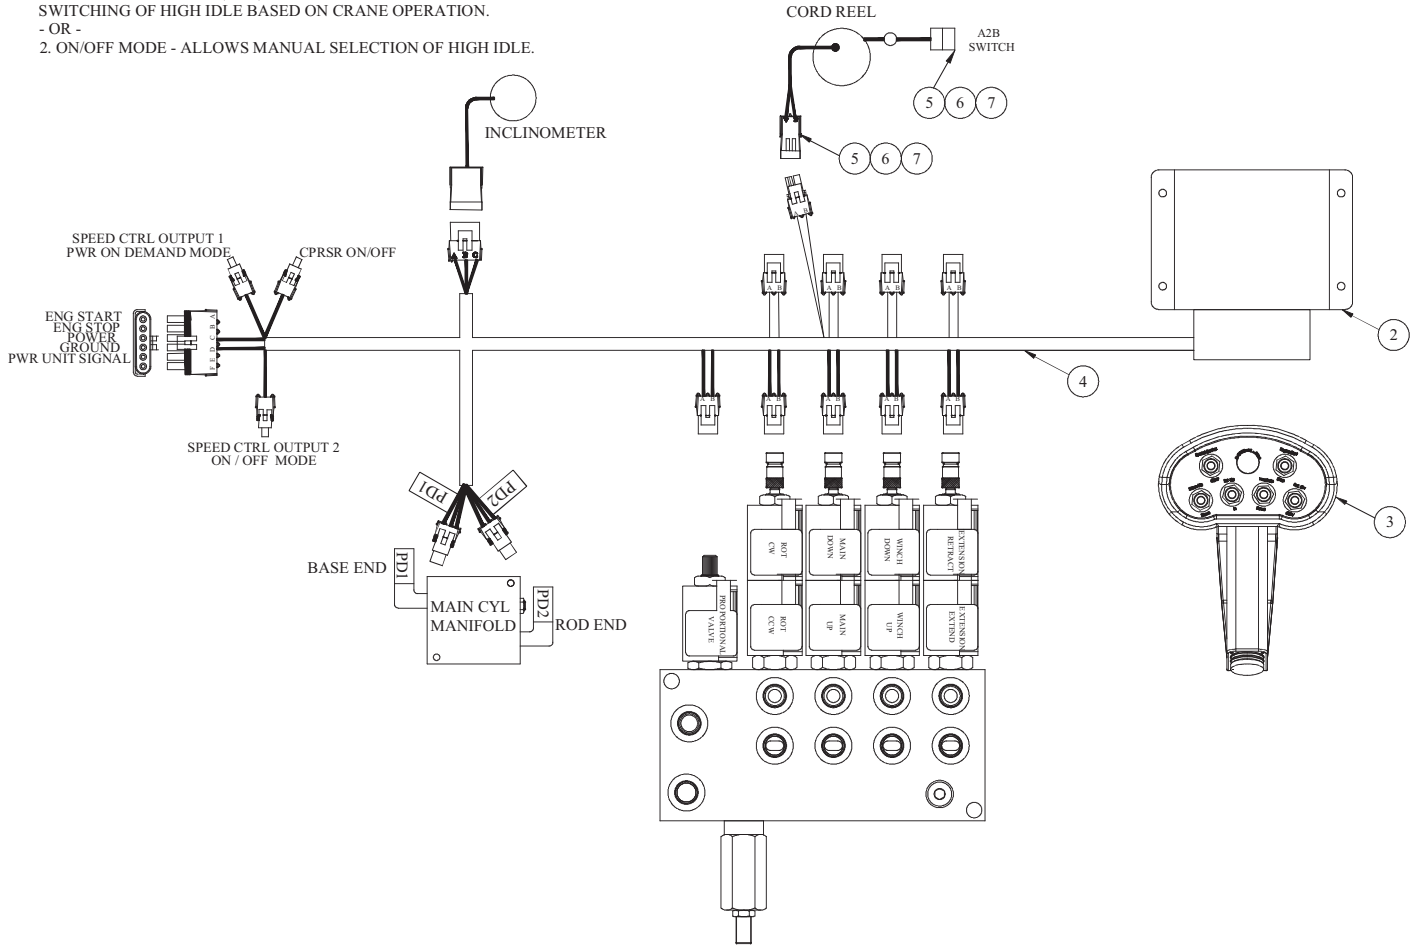 SWITCHING OF HIGH IDLE BASED ON CRANE OPERATION.
- OR -
2. ON/OFF MODE - ALLOWS MANUAL SELECTION OF HIGH IDLE.
CORD REEL
A2B
SWITCH
5 6 7
INCLINOMETER
5 6 7
SPEED CTRL OUTPUT 1
PWR ON DEMAND MODE
CPRSR ON/OFF
A B C
A B
A B
A B
A B
A B
ENG START
ENG STOP
POWER
GROUND
PWR UNIT SIGNAL
A
B
C
D
E
F
2
4
A B
A B
A B
A B
A B
SPEED CTRL OUTPUT 2
ON / OFF MODE
PD1
PD2
3
BASE END
PD1
MAIN CYL
MANIFOLD
PD2
ROD END
ROT
CW
MAIN
DOWN
WINCH
DOWN
EXTENSION
RETRACT
PROPORTIONAL
VALVE
ROT
CCW
MAIN
UP
WINCH
UP
EXTENSION
EXTEND